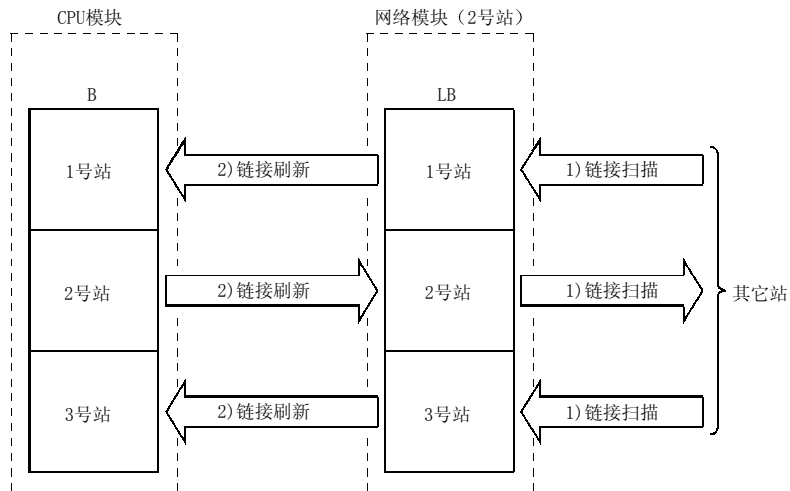 CPU模块
网络模块（2号站）
B
LB
1号站
2)链接刷新
1号站
1)链接扫描
2号站
2)链接刷新
2号站
1)链接扫描
其它站
3号站
2)链接刷新
3号站
1)链接扫描